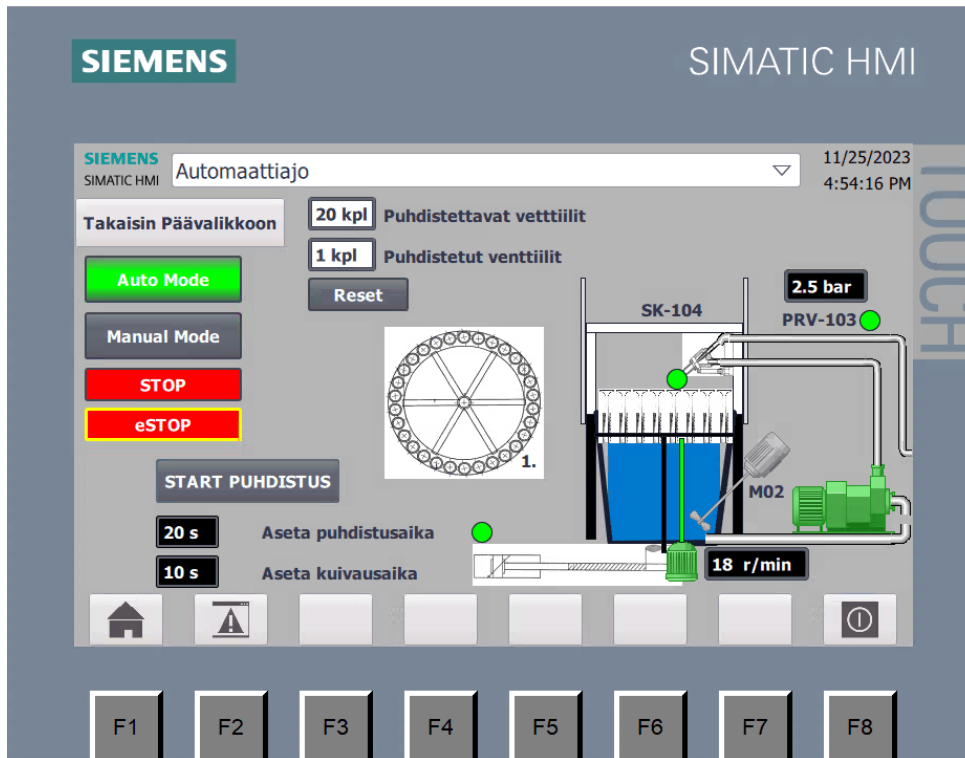 SIEMENS
SIMATIC HMI
TOUCH
SIEMENS
SIMATIC HMI
Automaattiajo
11/25/2023
4:54:16 PM
Takaisin Päävalikkoon
20 kpl Puhdistettavat vetttiilit
1 kpl Puhdistetut venttiilit
Reset
Auto Mode
Manual Mode
STOP
eSTOP
SK-104
2.5 bar
PRV-103
1.
START PUHDISTUS
M02
20 s Aseta puhdistusaika
10 s Aseta kuivausaika
18 r/min
F1 F2 F3 F4 F5 F6 F7 F8